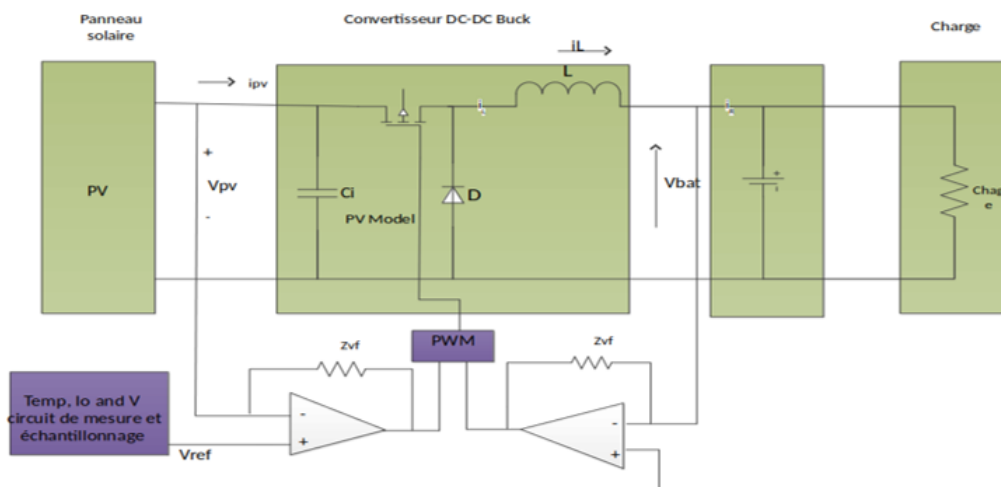 Panneau
solaire
Convertisseur DC-DC Buck
Charge
iL
L
ipv
+
Vpv
-
PV
Ci
PV Model
D
Vbat
+
Chap
e
PWM
Zvf
Zvf
Temp, Io and V
circuit de mesure et
échantillonnage
Vref
-
+
-
+